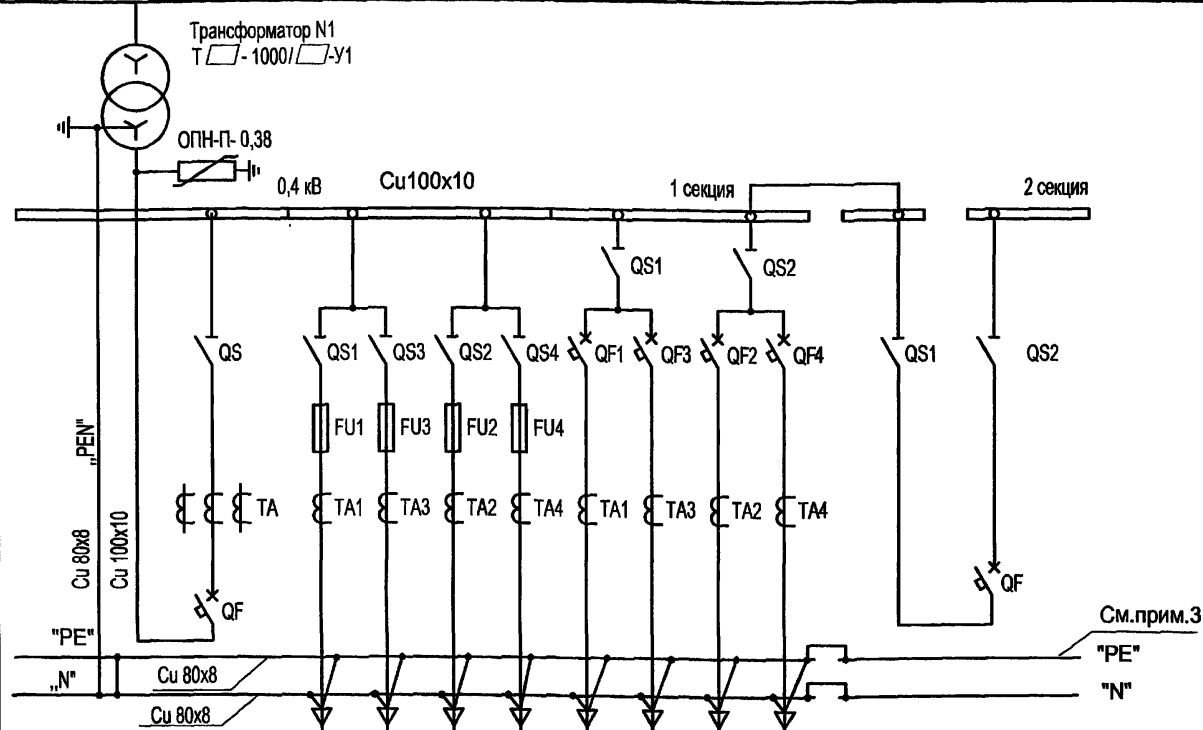 Трансформатор N1
Т - 1000/ -У1
ОПН-П- 0,38
0,4 кВ
Cu100x10
1 секция
2 секция
QS1
QS2
QS
QS1
QS3
QS2
QS4
QF1
QF3
QF2
QF4
QS1
QS2
FU1
FU3
FU2
FU4
„PEN"
TA
TA1
TA3
TA2
TA4
TA1
TA3
TA2
TA4
Cu 80x8
Cu 100x10
QF
QF
См.прим.3
"PE"
"PE"
Cu 80x8
„N"
"N"
Cu 80x8